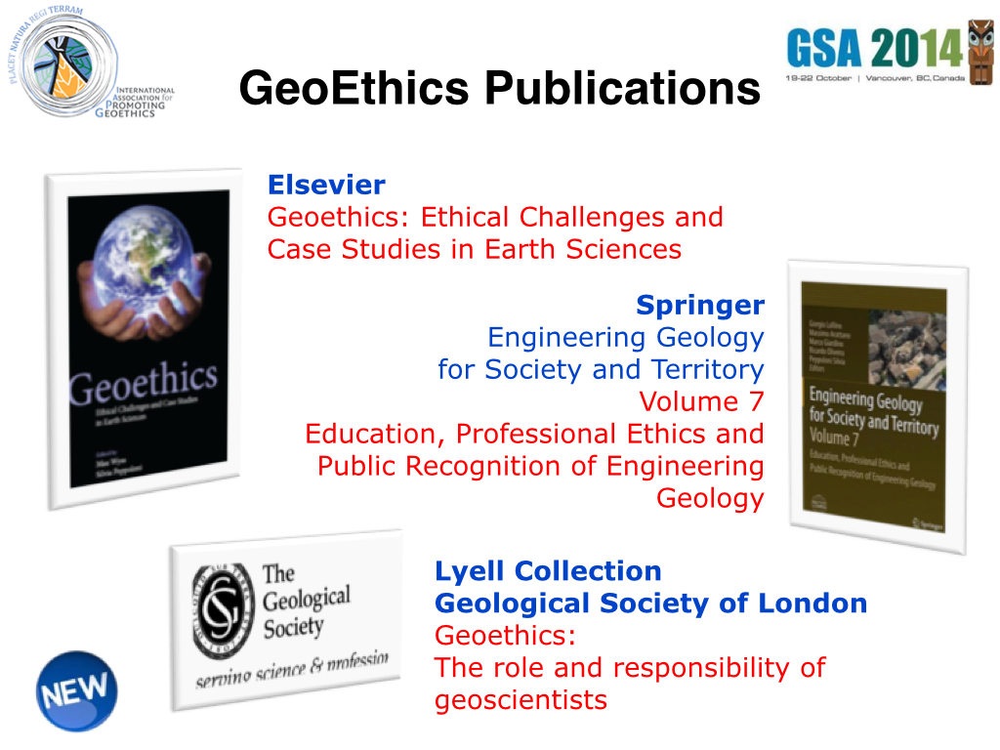 PLACET NATURA REGI TERRAM
INTERNATIONAL
ASSOCIATION for
PROMOTING
GEOETHICS
GSA 2014
19-22 October | Vancouver, BC, Canada
GeoEthics Publications
Elsevier
Geoethics: Ethical Challenges and
Case Studies in Earth Sciences
Geoethics
Ethical Challenges and Case Studies
in Earth Sciences
Edited by
Max Wyss
Silvia Peppoloni
Springer
Engineering Geology
for Society and Territory
Volume 7
Education, Professional Ethics and
Public Recognition of Engineering
Geology
Giorgio Lollino
Massimo Arattano
Marco Giardino
Ricardo Oliveira
Peppoloni Silvia
Editors
Engineering Geology
for Society and Territory
Volume 7
Education, Professional Ethics and
Public Recognition of Engineering Geology
Springer
The
Geological
Society
serving science & profession
Lyell Collection
Geological Society of London
Geoethics:
The role and responsibility of
geoscientists
NEW